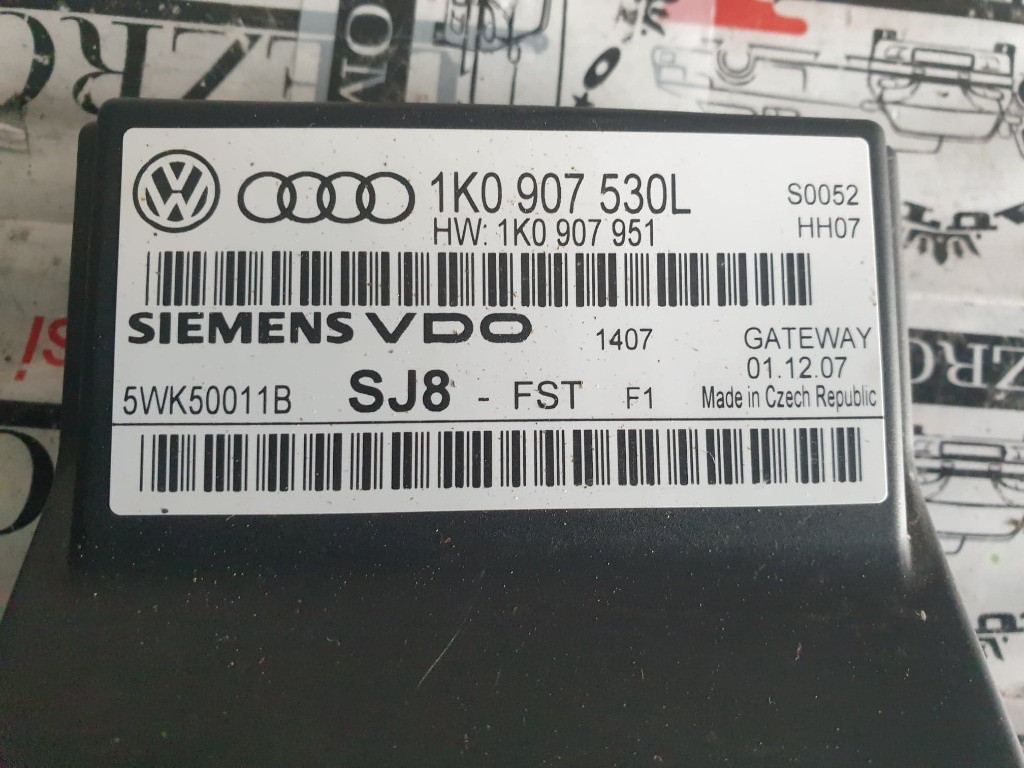 1K0 907 530L S0052
HW: 1K0 907 951 HH07
SIEMENS VDO 1407 GATEWAY
01.12.07
5WK50011B SJ8 - FST F1 Made in Czech Republic